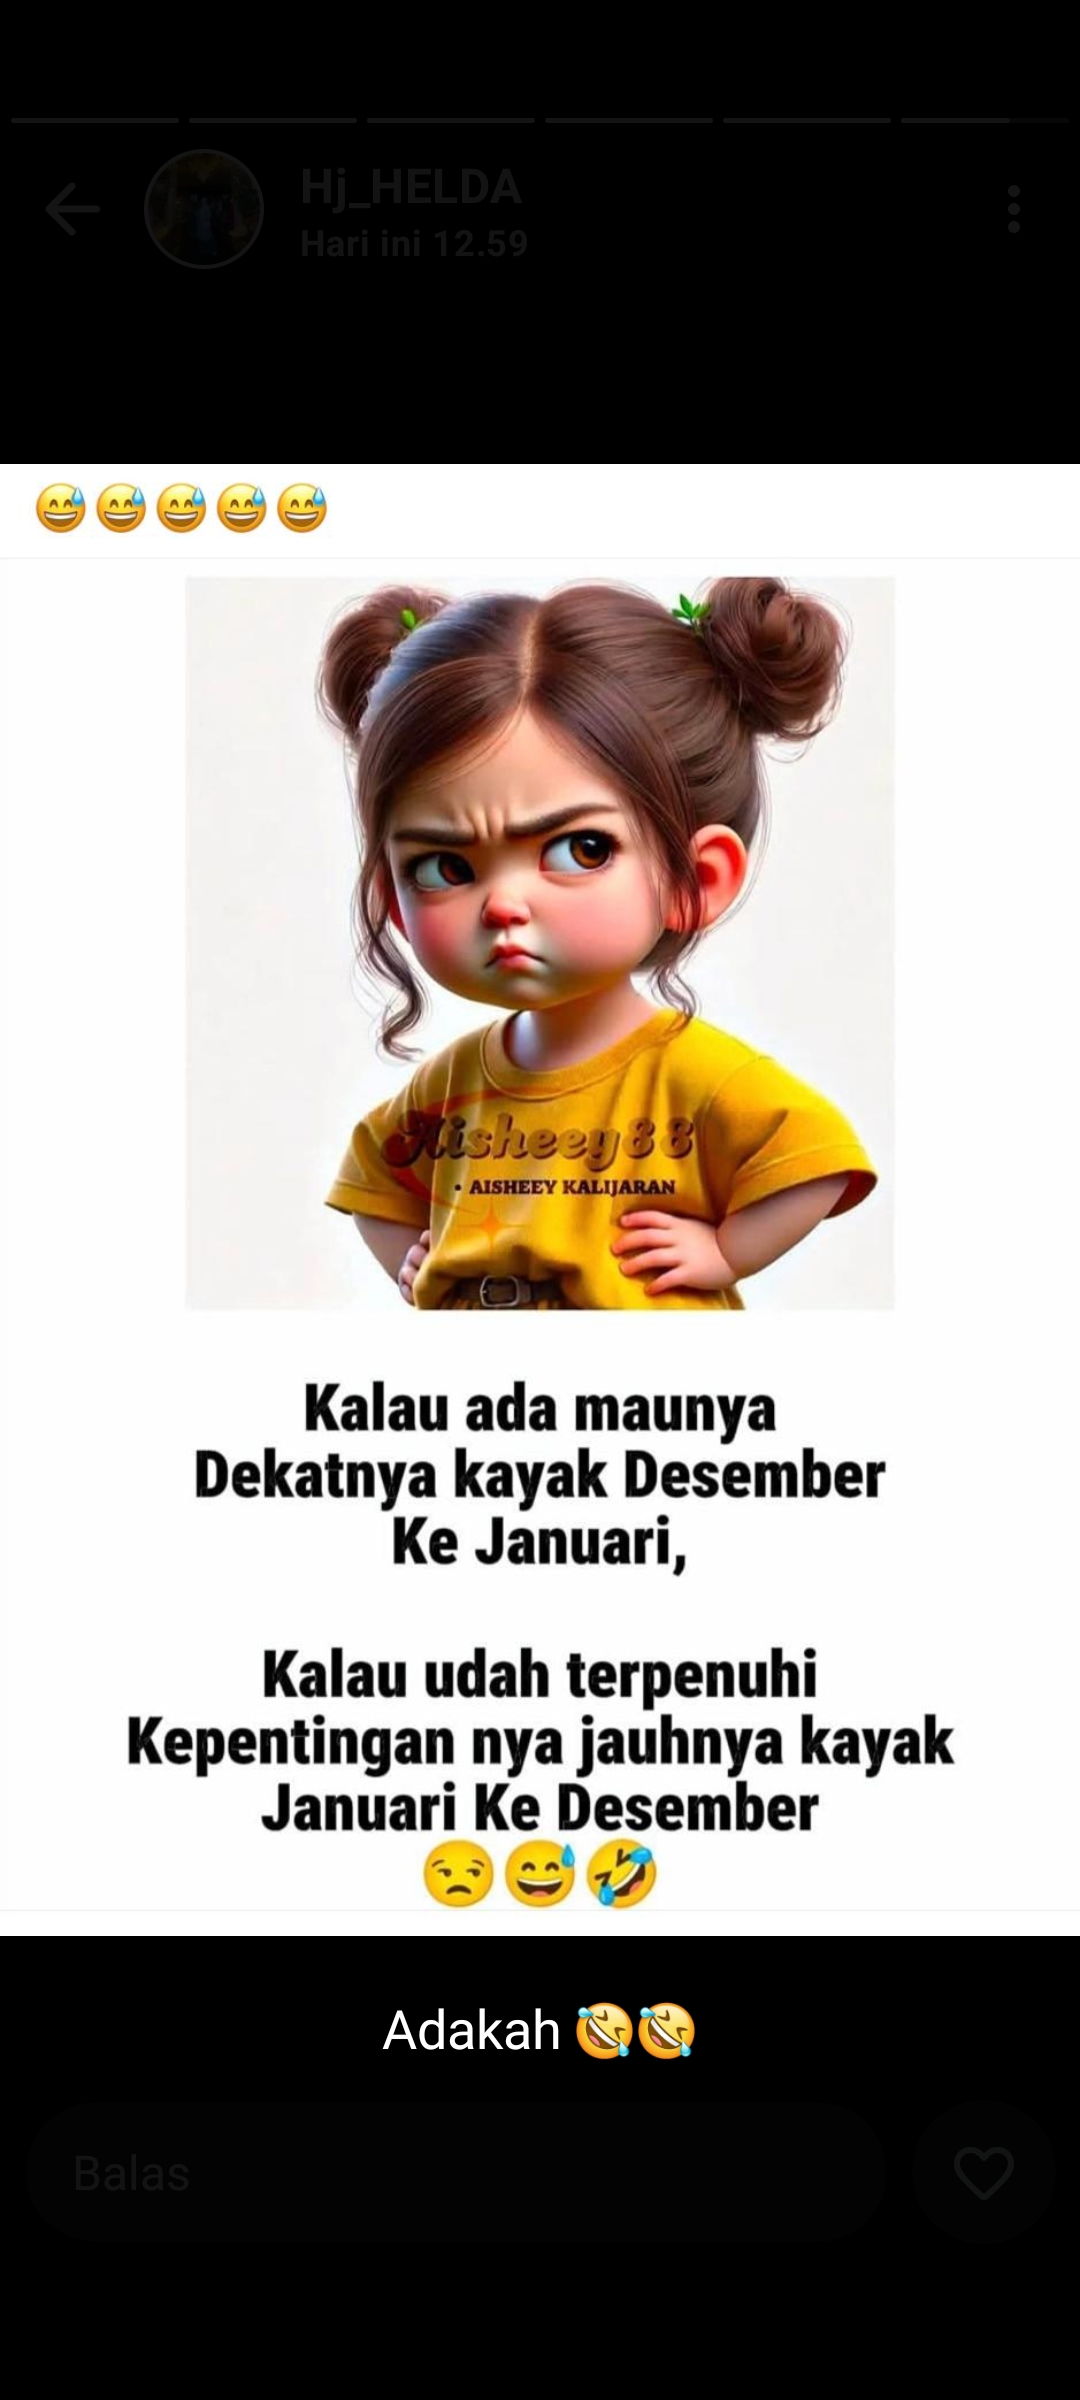 Hj_HELDA
Hari ini 12.59
😅😅😅😅😅
Aisheey88
• AISHEEY KALIJARAN
Kalau ada maunya
Dekatnya kayak Desember
Ke Januari,
Kalau udah terpenuhi
Kepentingan nya jauhnya kayak
Januari Ke Desember
😒😅🤣
Adakah 🤣🤣
Balas